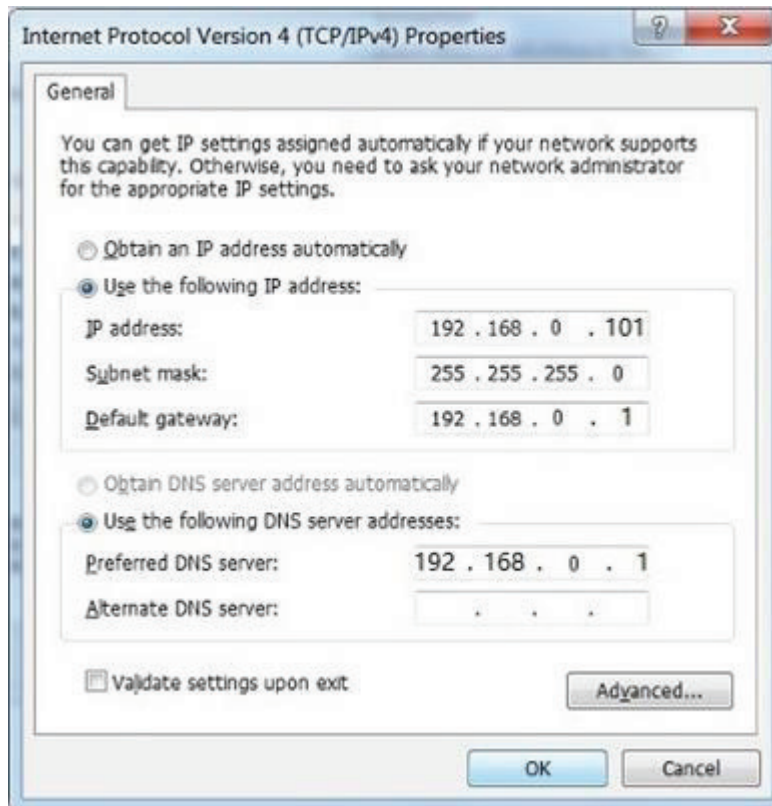 Internet Protocol Version 4 (TCP/IPv4) Properties
General
You can get IP settings assigned automatically if your network supports
this capability. Otherwise, you need to ask your network administrator
for the appropriate IP settings.
Obtain an IP address automatically
Use the following IP address:
IP address: 192 . 168 . 0 . 101
Subnet mask: 255 . 255 . 255 . 0
Default gateway: 192 . 168 . 0 . 1
Obtain DNS server address automatically
Use the following DNS server addresses:
Preferred DNS server: 192 . 168 . 0 . 1
Alternate DNS server: . . .
Validate settings upon exit
Advanced...
OK Cancel